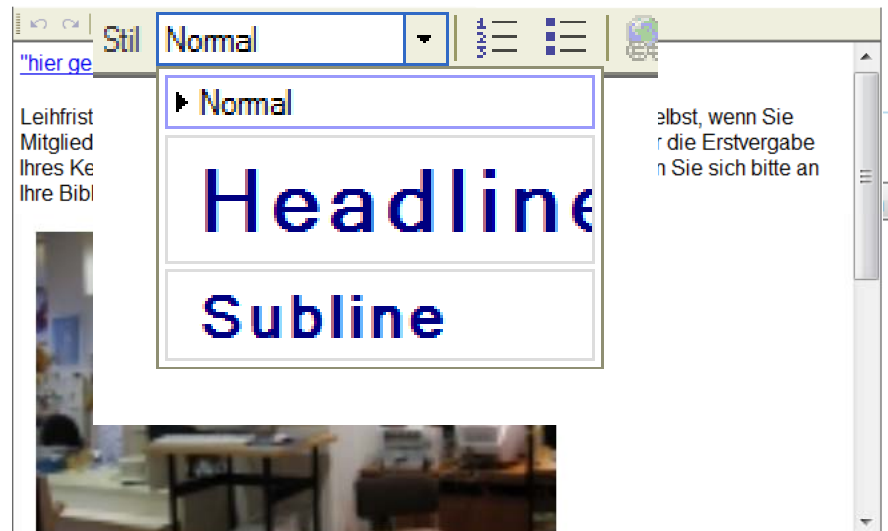 Stil Normal
"hier ge
Normal
Leihfrist elbst, wenn Sie
Mitglied r die Erstvergabe
Ihres Ke n Sie sich bitte an
Ihre Bibl
Headline
Subline